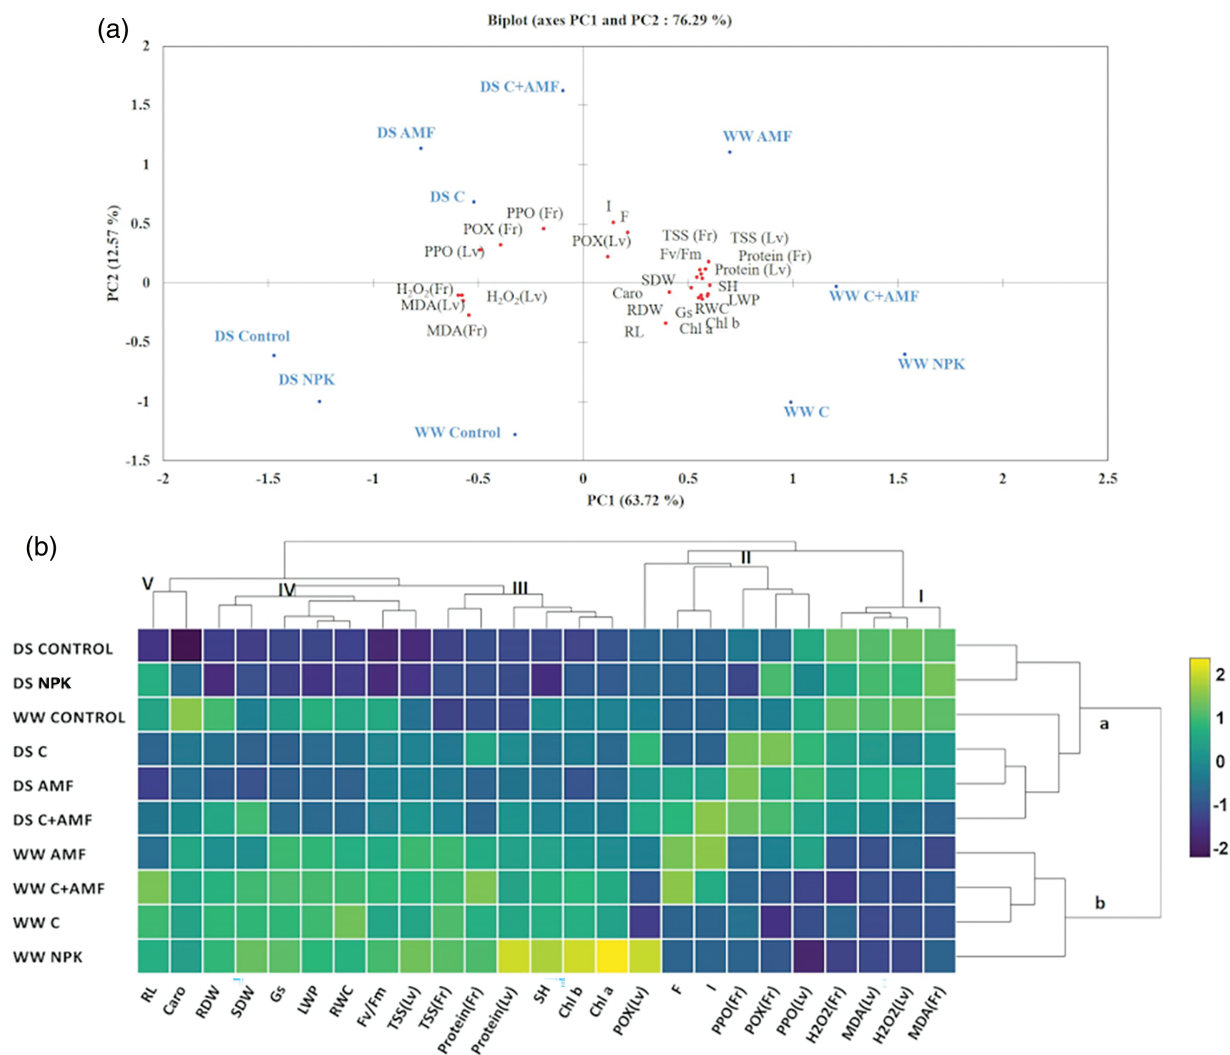 (a)
Biplot (axes PC1 and PC2 : 76.29 %)
2
1.5
1
0.5
0
-0.5
-1
-1.5
PC2 (12.57 %)
DS C+AMF
DS AMF
WW AMF
DS C
PPO (Fr)
I
F
POX (Fr)
POX(Lv)
TSS (Fr)
TSS (Lv)
PPO (Lv)
Fv/Fm
Protein (Fr)
Protein (Lv)
SDW
SH
H2O2(Fr)
H2O2(Lv)
Caro
LWP
WW C+AMF
MDA(Lv)
RDW
Gs
RWC
MDA(Fr)
RL
Chl a
Chl b
DS Control
WW NPK
DS NPK
WW C
WW Control
-2
-1.5
-1
-0.5
0
0.5
1
1.5
2
2.5
PC1 (63.72 %)
(b)
V
IV
III
II
I
DS CONTROL
DS NPK
WW CONTROL
DS C
DS AMF
DS C+AMF
WW AMF
WW C+AMF
WW C
WW NPK
a
b
2
1
0
-1
-2
RL
Caro
RDW
SDW
Gs
LWP
RWC
Fv/Fm
TSS(Lv)
TSS(Fr)
Protein(Fr)
Protein(Lv)
SH
Chl b
Chl a
POX(Lv)
F
I
PPO(Fr)
POX(Fr)
PPO(Lv)
H2O2(Fr)
MDA(Lv)
H2O2(Lv)
MDA(Fr)